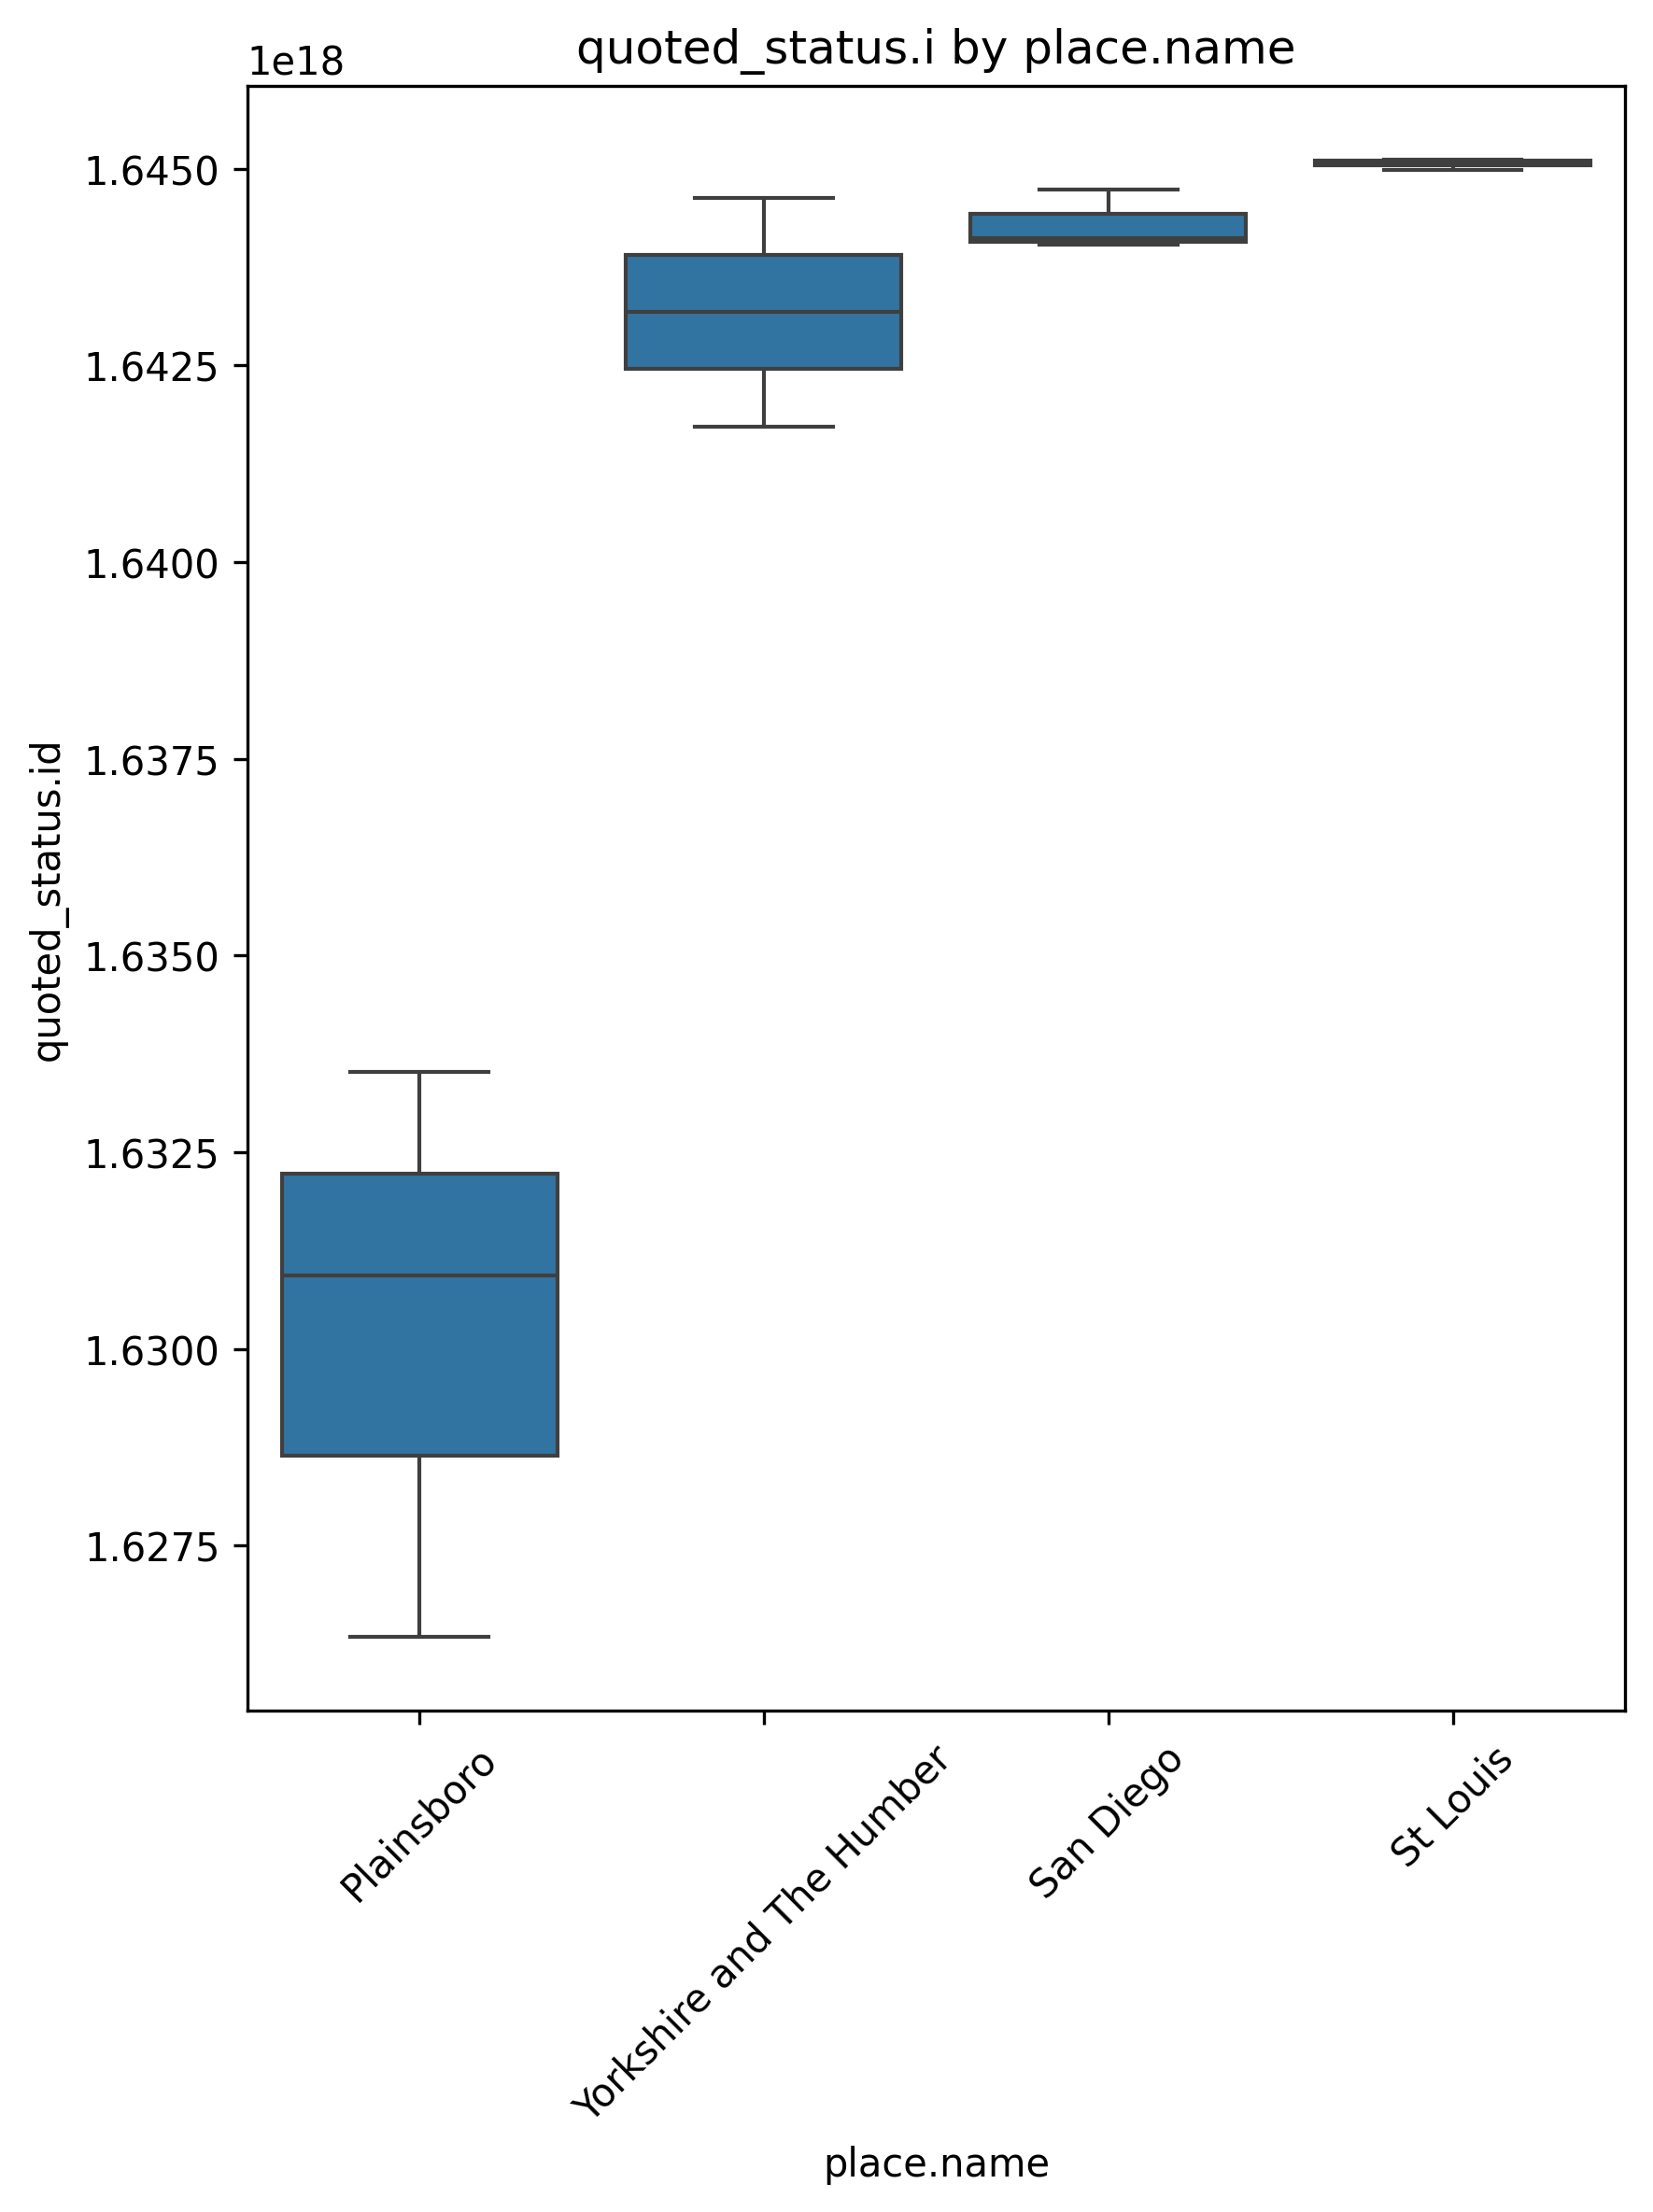 quoted_status.i by place.name
1e18
1.6450
1.6425
1.6400
1.6375
1.6350
1.6325
1.6300
1.6275
quoted_status.id
Plainsboro
Yorkshire and The Humber
San Diego
St Louis
place.name